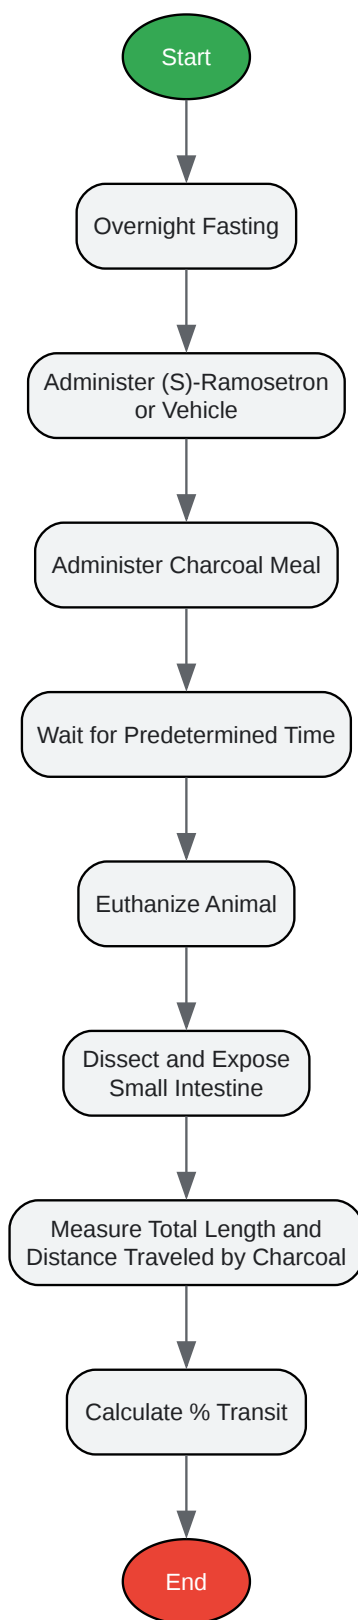 Start
Overnight Fasting
Administer (S)-Ramosetron
or Vehicle
Administer Charcoal Meal
Wait for Predetermined Time
Euthanize Animal
Dissect and Expose
Small Intestine
Measure Total Length and
Distance Traveled by Charcoal
Calculate % Transit
End